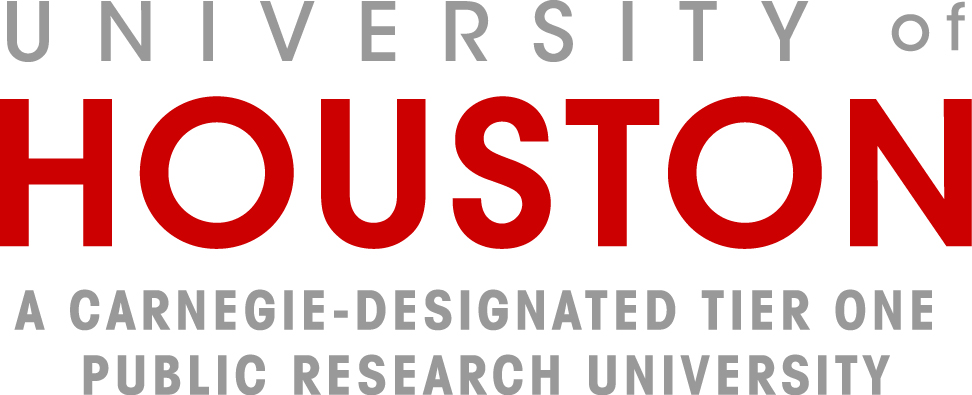 UNIVERSITY of
HOUSTON
A CARNEGIE-DESIGNATED TIER ONE
PUBLIC RESEARCH UNIVERSITY